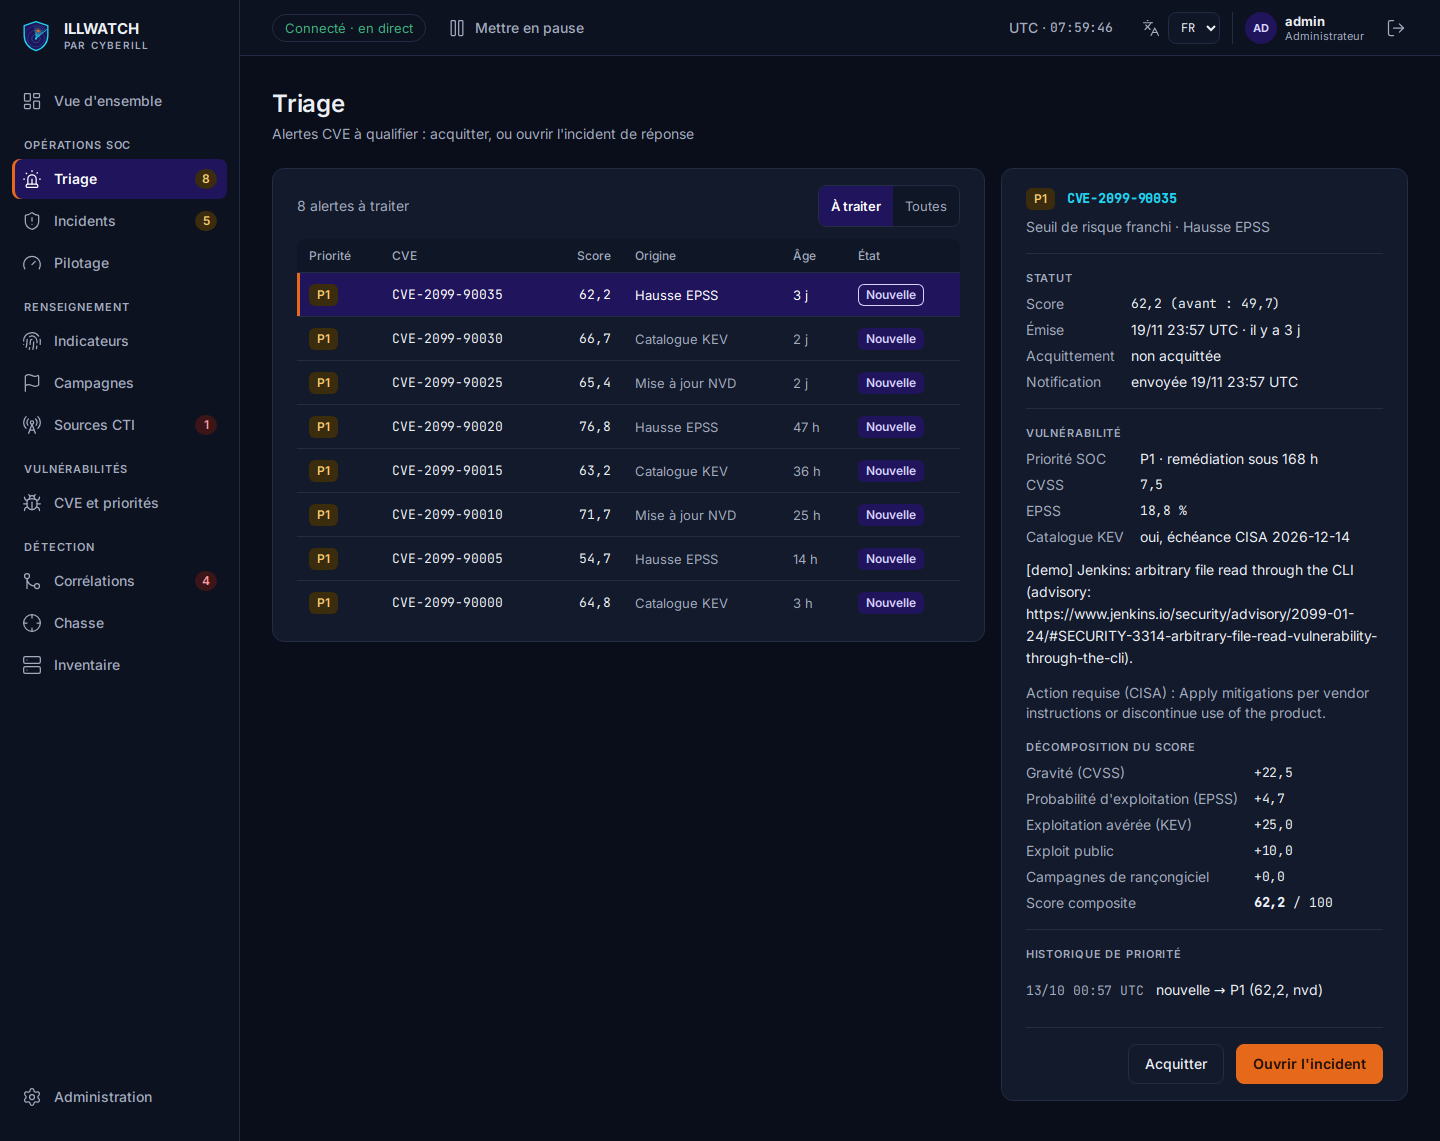 ILLWATCH
PAR CYBERILL
Vue d'ensemble
OPÉRATIONS SOC
Triage 8
Incidents 5
Pilotage
RENSEIGNEMENT
Indicateurs
Campagnes
Sources CTI 1
VULNÉRABILITÉS
CVE et priorités
DÉTECTION
Corrélations 4
Chasse
Inventaire
Administration
Connecté · en direct Mettre en pause UTC · 07:59:46 FR AD admin
Administrateur
Triage
Alertes CVE à qualifier : acquitter, ou ouvrir l'incident de réponse
8 alertes à traiter À traiter Toutes
Priorité CVE Score Origine Âge État
P1 CVE-2099-90035 62,2 Hausse EPSS 3 j Nouvelle
P1 CVE-2099-90030 66,7 Catalogue KEV 2 j Nouvelle
P1 CVE-2099-90025 65,4 Mise à jour NVD 2 j Nouvelle
P1 CVE-2099-90020 76,8 Hausse EPSS 47 h Nouvelle
P1 CVE-2099-90015 63,2 Catalogue KEV 36 h Nouvelle
P1 CVE-2099-90010 71,7 Mise à jour NVD 25 h Nouvelle
P1 CVE-2099-90005 54,7 Hausse EPSS 14 h Nouvelle
P1 CVE-2099-90000 64,8 Catalogue KEV 3 h Nouvelle
P1 CVE-2099-90035
Seuil de risque franchi · Hausse EPSS
STATUT
Score 62,2 (avant : 49,7)
Émise 19/11 23:57 UTC · il y a 3 j
Acquittement non acquittée
Notification envoyée 19/11 23:57 UTC
VULNÉRABILITÉ
Priorité SOC P1 · remédiation sous 168 h
CVSS 7,5
EPSS 18,8 %
Catalogue KEV oui, échéance CISA 2026-12-14
[demo] Jenkins: arbitrary file read through the CLI
(advisory:
https://www.jenkins.io/security/advisory/2099-01-
24/#SECURITY-3314-arbitrary-file-read-vulnerability-
through-the-cli).
Action requise (CISA) : Apply mitigations per vendor
instructions or discontinue use of the product.
DÉCOMPOSITION DU SCORE
Gravité (CVSS) +22,5
Probabilité d'exploitation (EPSS) +4,7
Exploitation avérée (KEV) +25,0
Exploit public +10,0
Campagnes de rançongiciel +0,0
Score composite 62,2 / 100
HISTORIQUE DE PRIORITÉ
13/10 00:57 UTC nouvelle → P1 (62,2, nvd)
Acquitter Ouvrir l'incident